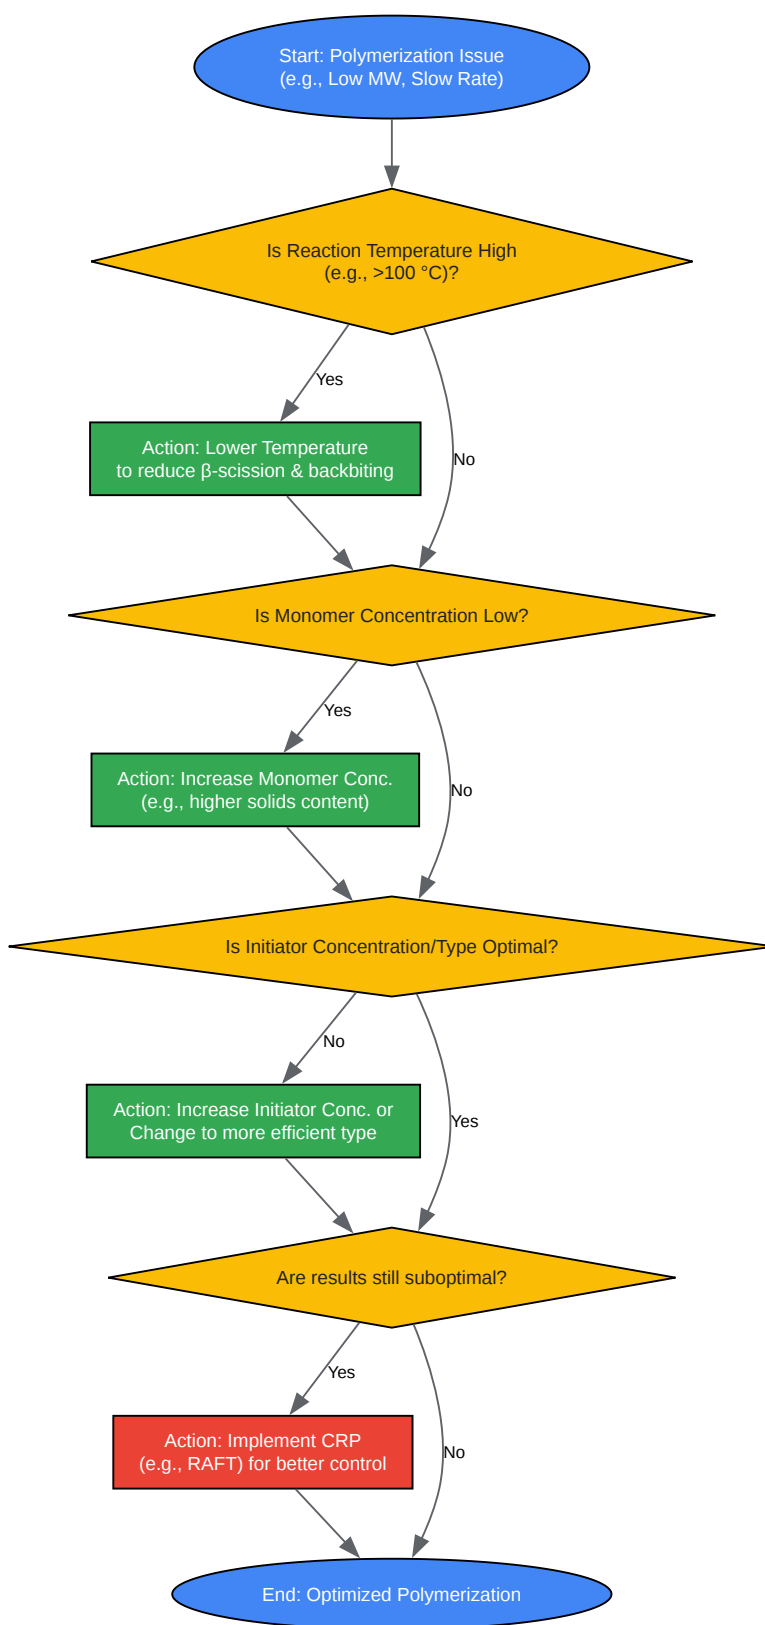 Start: Polymerization Issue
(e.g., Low MW, Slow Rate)
Is Reaction Temperature High
(e.g., >100 °C)?
Yes
Action: Lower Temperature
to reduce β-scission & backbiting
No
Is Monomer Concentration Low?
Yes
Action: Increase Monomer Conc.
(e.g., higher solids content)
No
Is Initiator Concentration/Type Optimal?
No
Action: Increase Initiator Conc. or
Change to more efficient type
Yes
Are results still suboptimal?
Yes
Action: Implement CRP
(e.g., RAFT) for better control
No
End: Optimized Polymerization